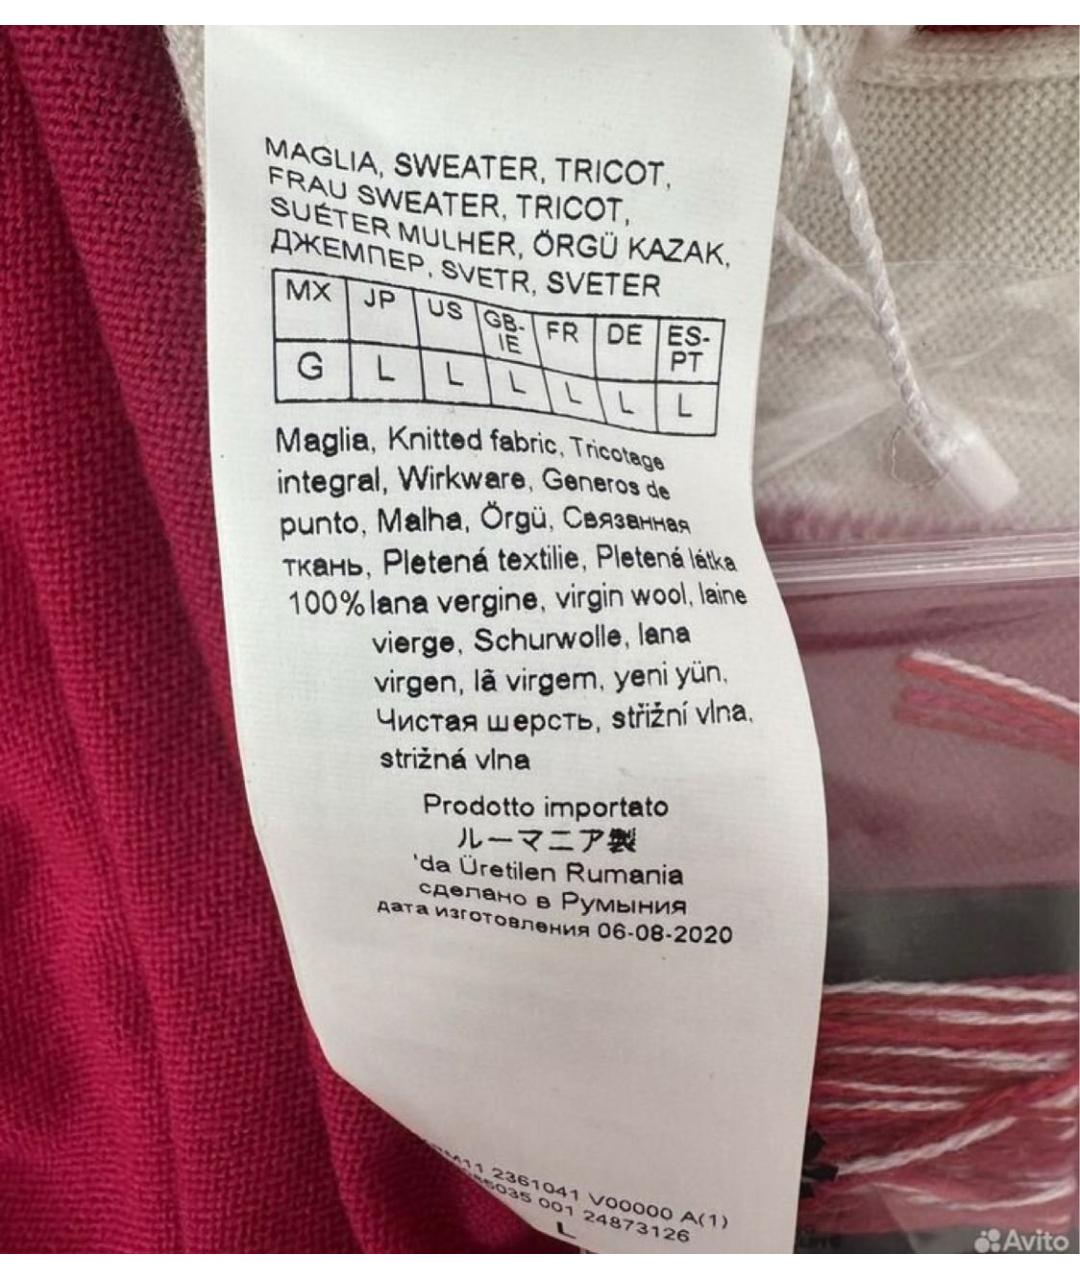 MAGLIA, SWEATER, TRICOT,
FRAU SWEATER, TRICOT,
SUÉTER MULHER, ÖRGÜ KAZAK,
ДЖЕМПЕР, SVETR, SVETER
MX JP US GB-IE FR DE ES-PT
G L L L L L L
Maglia, Knitted fabric, Tricotage
integral, Wirkware, Generos de
punto, Malha, Örgü, Связанная
ткань, Pletená textilie, Pletená látka
100% lana vergine, virgin wool, laine
vierge, Schurwolle, lana
virgen, lã virgem, yeni yün,
Чистая шерсть, střižní vlna,
strižná vlna
Prodotto importato
ルーマニア製
'da Üretilen Rumania
сделано в Румыния
дата изготовления 06-08-2020
2361041 V00000 A(1)
001 24873126
L
Avito